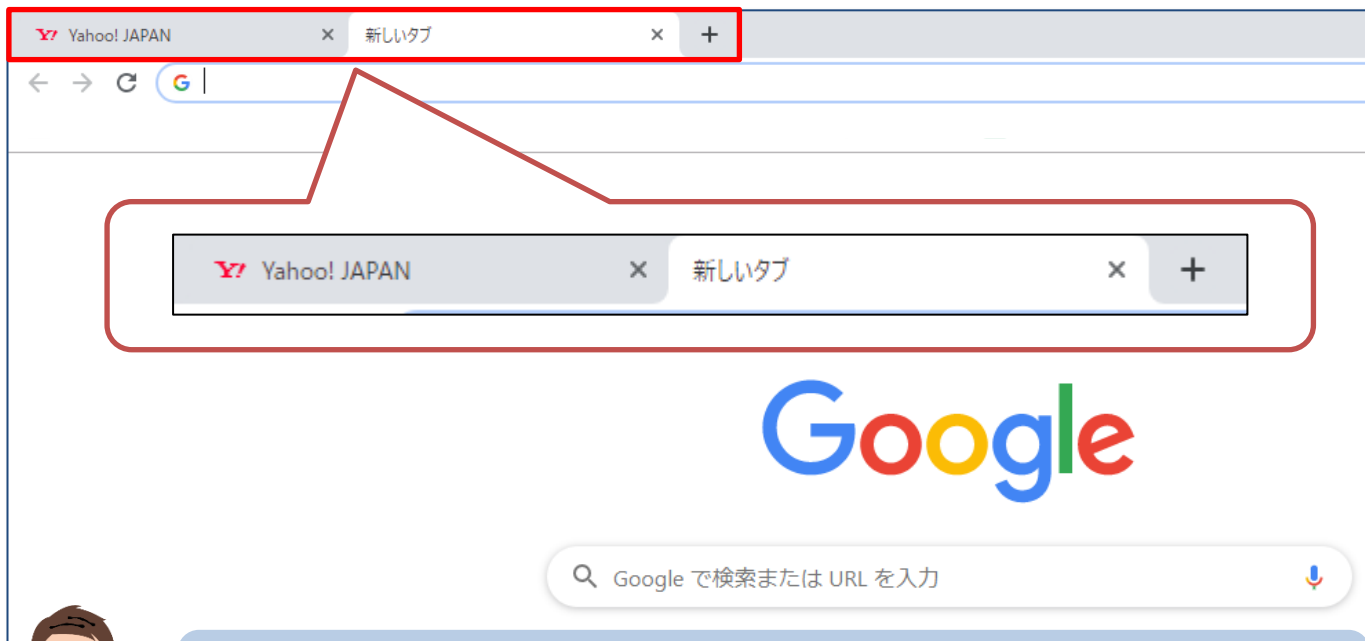 Yahoo! JAPAN × 新しいタブ × +
G
Yahoo! JAPAN × 新しいタブ × +
Google
Google で検索または URL を入力